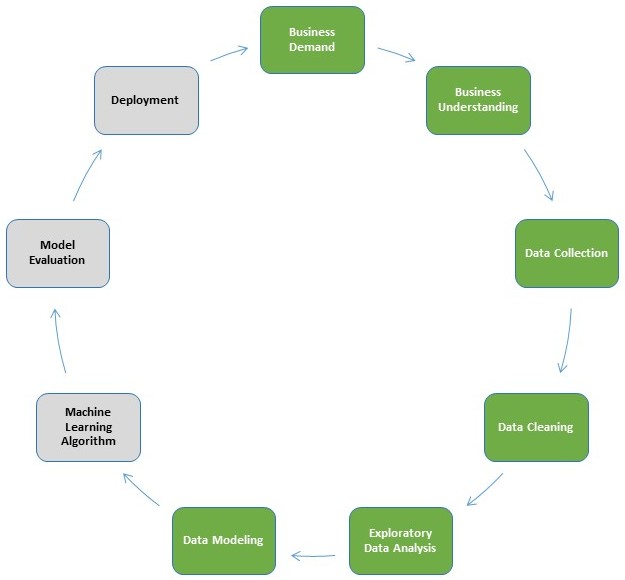 Business
Demand
Business
Understanding
Data Collection
Data Cleaning
Exploratory
Data Analysis
Data Modeling
Machine
Learning
Algorithm
Model
Evaluation
Deployment